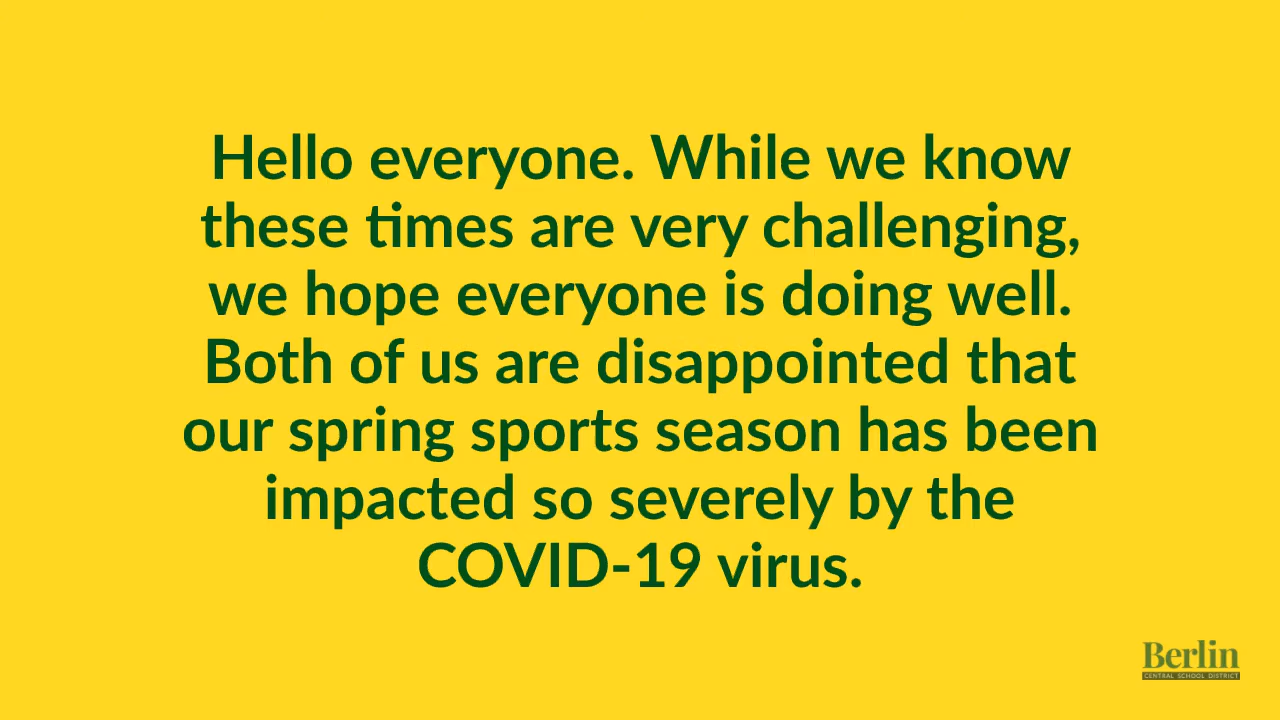 Hello everyone. While we know
these times are very challenging,
we hope everyone is doing well.
Both of us are disappointed that
our spring sports season has been
impacted so severely by the
COVID-19 virus.
Berlin
CENTRAL SCHOOL DISTRICT